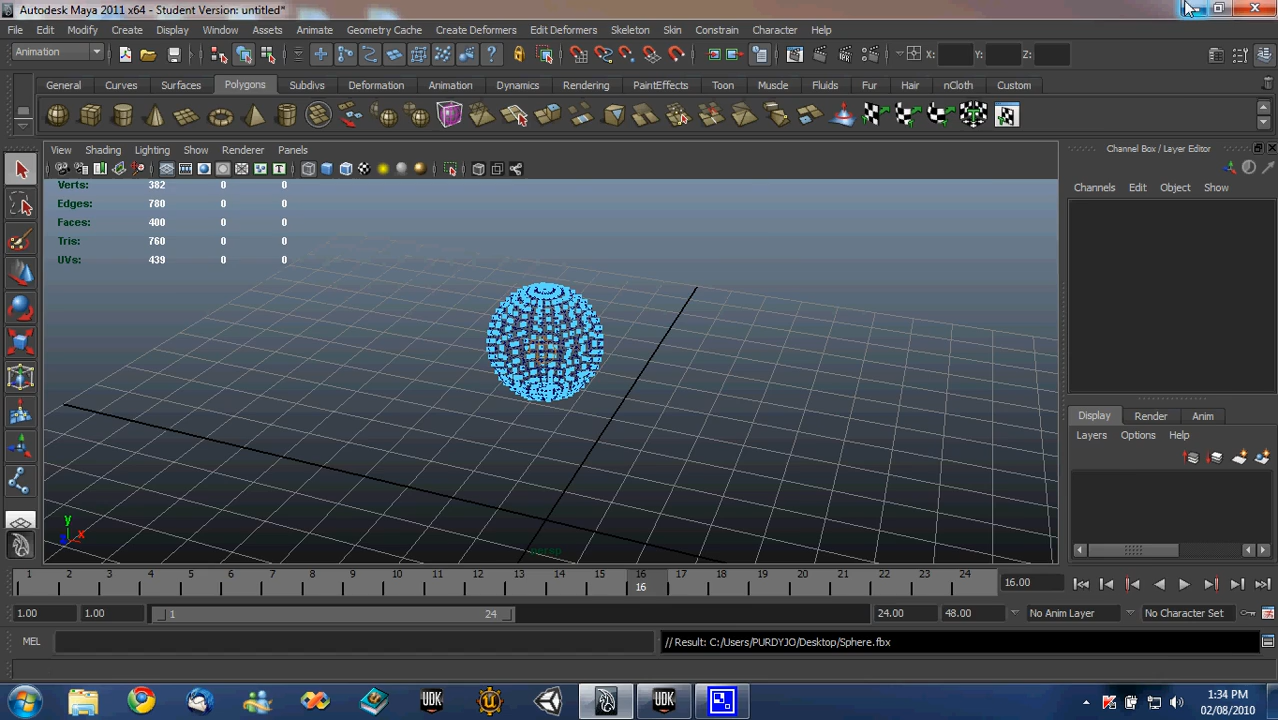 Autodesk Maya 2011 x64 - Student Version: untitled*
File Edit Modify Create Display Window Assets Animate Geometry Cache Create Deformers Edit Deformers Skeleton Skin Constrain Character Help
Animation X: Y: Z:
General Curves Surfaces Polygons Subdivs Deformation Animation Dynamics Rendering PaintEffects Toon Muscle Fluids Fur Hair nCloth Custom
View Shading Lighting Show Renderer Panels
Channel Box / Layer Editor
Channels Edit Object Show
Verts: 382 0 0
Edges: 780 0 0
Faces: 400 0 0
Tris: 760 0 0
UVs: 439 0 0
Display Render Anim
Layers Options Help
y
x
z
persp
1 2 3 4 5 6 7 8 9 10 11 12 13 14 15 16 17 18 19 20 21 22 23 24
16
16.00
1.00 1.00 1 24 24.00 48.00 No Anim Layer No Character Set
MEL // Result: C:/Users/PURDYJO/Desktop/Sphere.fbx
UDK UDK
1:34 PM
02/08/2010